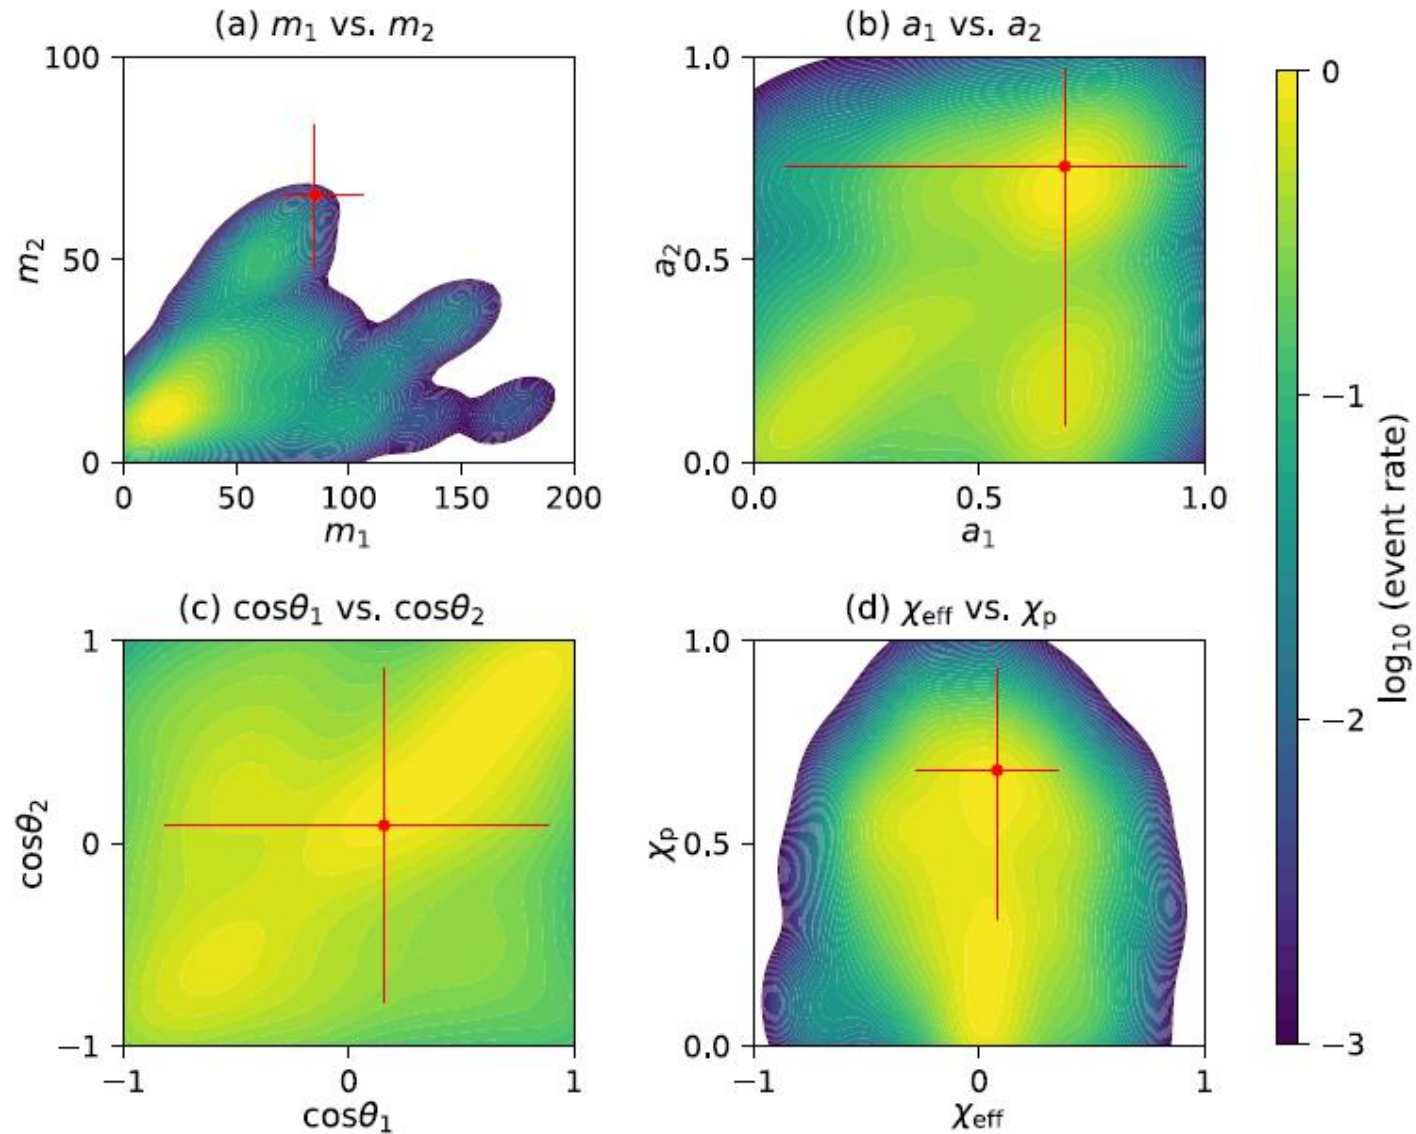 (a) m₁ vs. m₂
100
50
0
m₂
0 50 100 150 200
m₁
(b) a₁ vs. a₂
1.0
0.5
0.0
a₂
0.0 0.5 1.0
a₁
(c) cosθ₁ vs. cosθ₂
1
0
−1
cosθ₂
−1 0 1
cosθ₁
(d) χeff vs. χp
1.0
0.5
0.0
χp
−1 0 1
χeff
0
−1
−2
−3
log₁₀ (event rate)